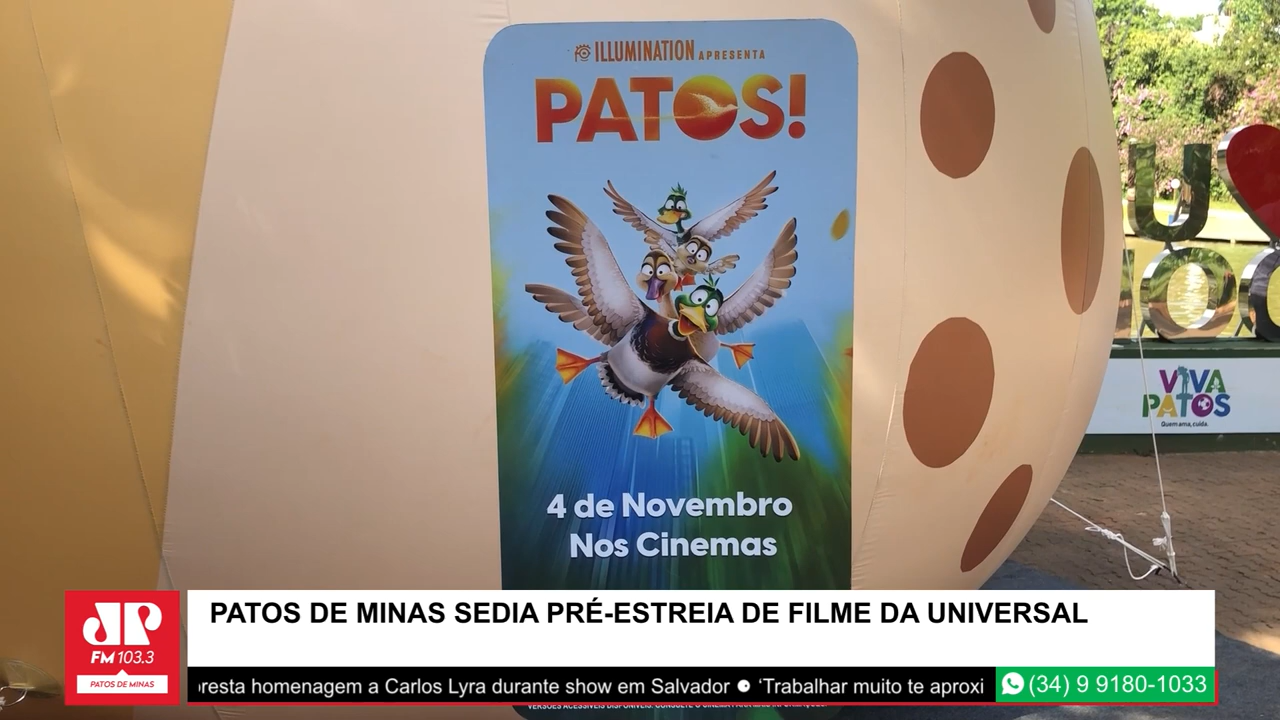 ILLUMINATION APRESENTA
PATOS!
4 de Novembro
Nos Cinemas
U
VIVA
PATOS
Quem ama, cuida.
PATOS DE MINAS SEDIA PRÉ-ESTREIA DE FILME DA UNIVERSAL
JP
FM 103.3
PATOS DE MINAS
presta homenagem a Carlos Lyra durante show em Salvador • ‘Trabalhar muito te aproxi
(34) 9 9180-1033